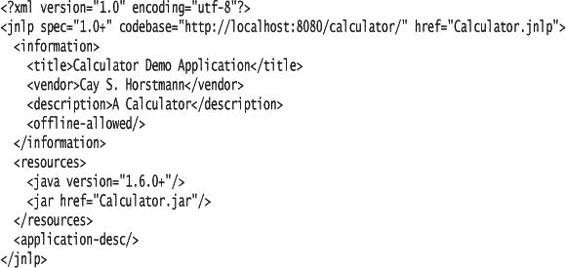 <?xml version="1.0" encoding="utf-8"?>
<jnlp spec="1.0+" codebase="http://localhost:8080/calculator/" href="Calculator.jnlp">
  <information>
    <title>Calculator Demo Application</title>
    <vendor>Cay S. Horstmann</vendor>
    <description>A Calculator</description>
    <offline-allowed/>
  </information>
  <resources>
    <java version="1.6.0+"/>
    <jar href="Calculator.jar"/>
  </resources>
  <application-desc/>
</jnlp>